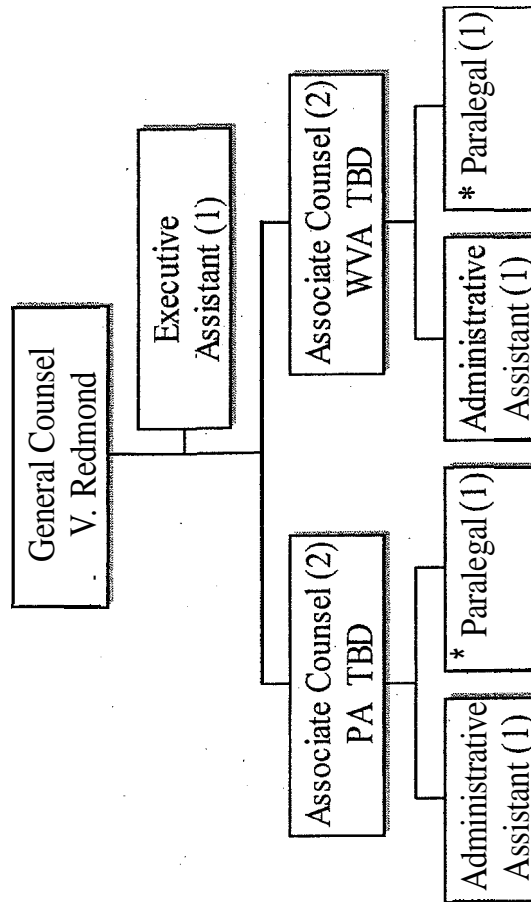 General Counsel
V. Redmond
Executive
Assistant (1)
Associate Counsel (2)
PA TBD
Associate Counsel (2)
WVA TBD
Administrative
Assistant (1)
* Paralegal (1)
Administrative
Assistant (1)
* Paralegal (1)